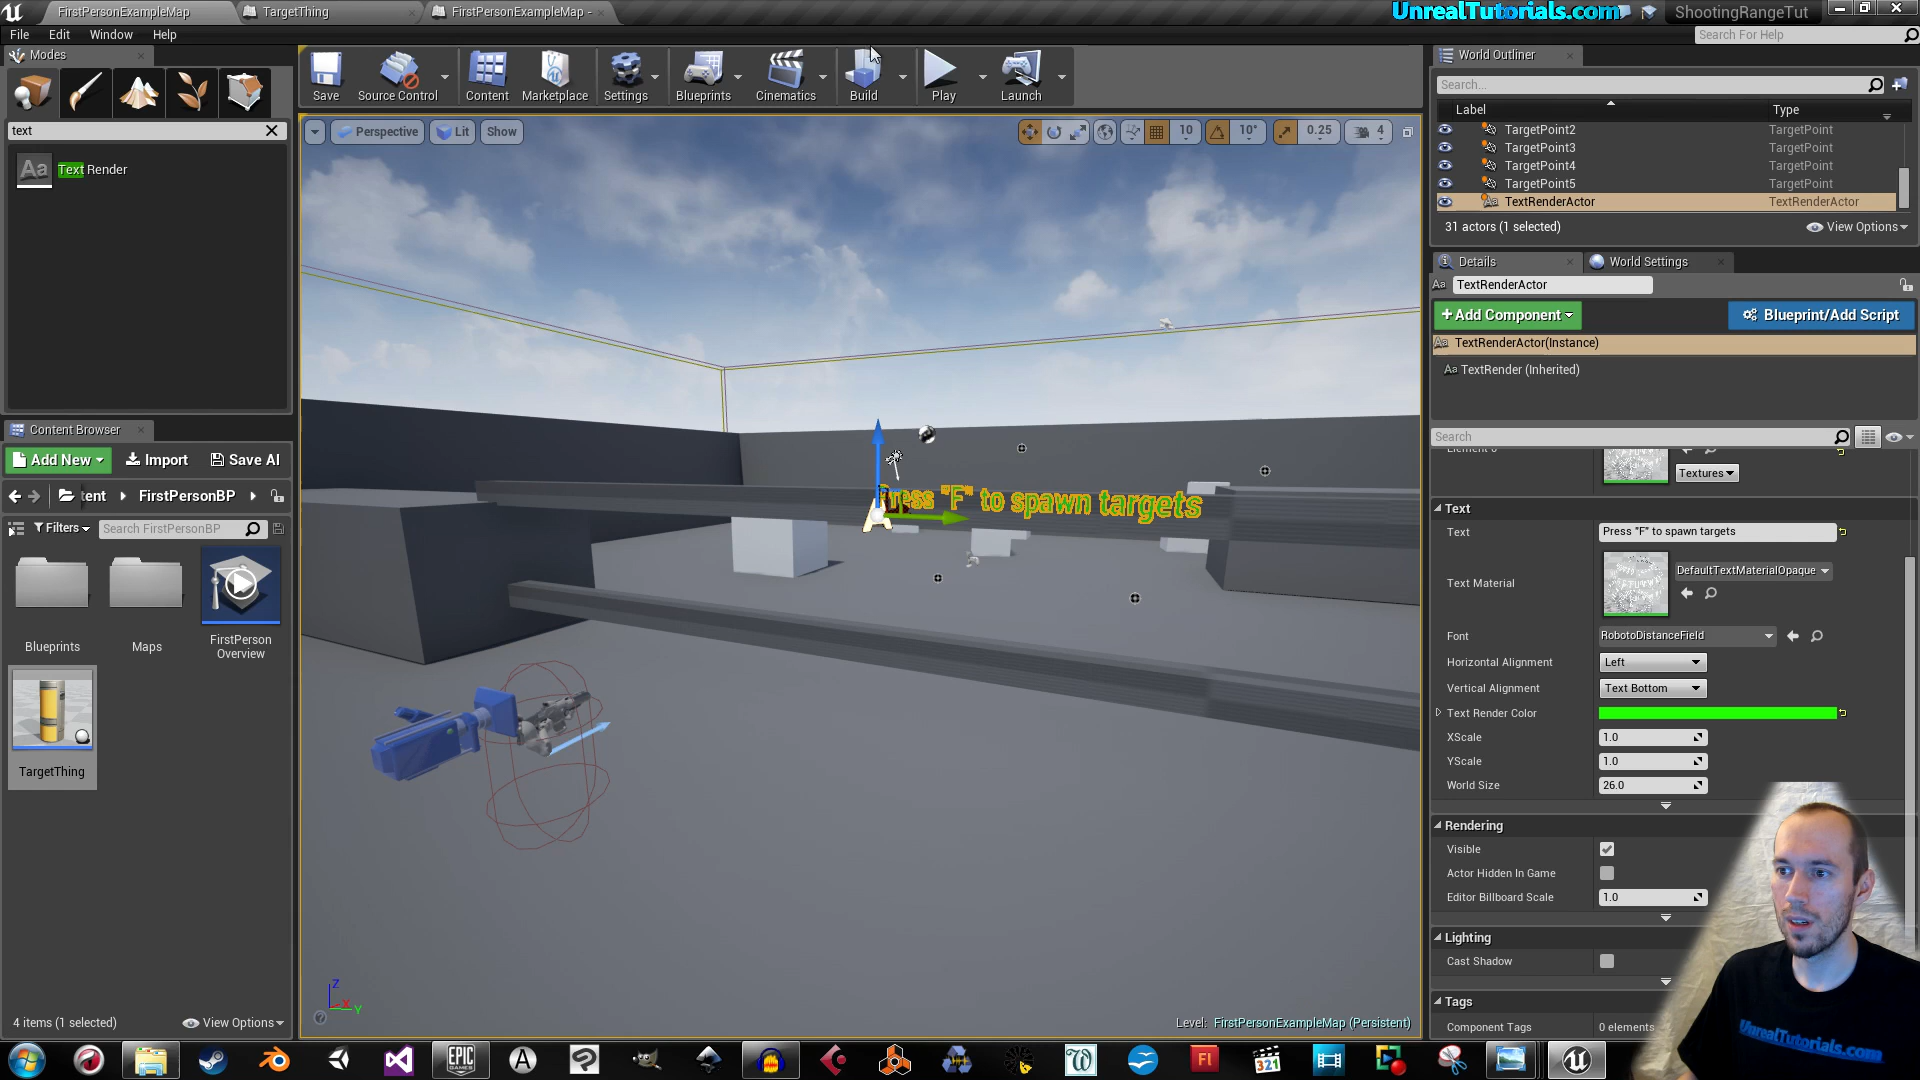 FirstPersonExampleMap
TargetThing
FirstPersonExampleMap -
UnrealTutorials.com
ShootingRangeTut
File
Edit
Window
Help
Search For Help
Modes
text
Text Render
Save
Source Control
Content
Marketplace
Settings
Blueprints
Cinematics
Build
Play
Launch
Perspective
Lit
Show
10
10°
0.25
4
Press "F" to spawn targets
Level: FirstPersonExampleMap (Persistent)
Z
X
Y
Content Browser
Add New
Import
Save Al
tent
FirstPersonBP
Filters
Search FirstPersonBP
Blueprints
Maps
FirstPerson
Overview
TargetThing
4 items (1 selected)
View Options
World Outliner
Search...
Label
Type
TargetPoint2
TargetPoint
TargetPoint3
TargetPoint
TargetPoint4
TargetPoint
TargetPoint5
TargetPoint
TextRenderActor
TextRenderActor
31 actors (1 selected)
View Options
Details
World Settings
TextRenderActor
+Add Component
Blueprint/Add Script
TextRenderActor(Instance)
TextRender (Inherited)
Search
Element 0
Textures
Text
Text
Press "F" to spawn targets
Text Material
DefaultTextMaterialOpaque
Font
RobotoDistanceField
Horizontal Alignment
Left
Vertical Alignment
Text Bottom
Text Render Color
XScale
1.0
YScale
1.0
World Size
26.0
Rendering
Visible
Actor Hidden In Game
Editor Billboard Scale
1.0
Lighting
Cast Shadow
Tags
Component Tags
0 elements
UnrealTutorials.com
EPIC
GAMES
Fl
321